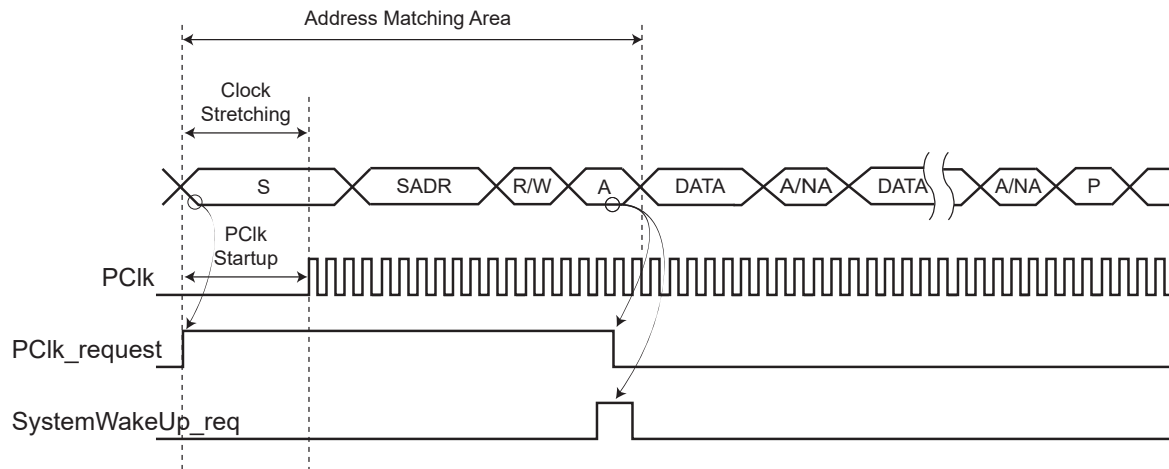 Address Matching Area
Clock
Stretching
S
SADR
R/W
A
DATA
A/NA
DATA
A/NA
P
PClk
Startup
PClk
PClk_request
SystemWakeUp_req